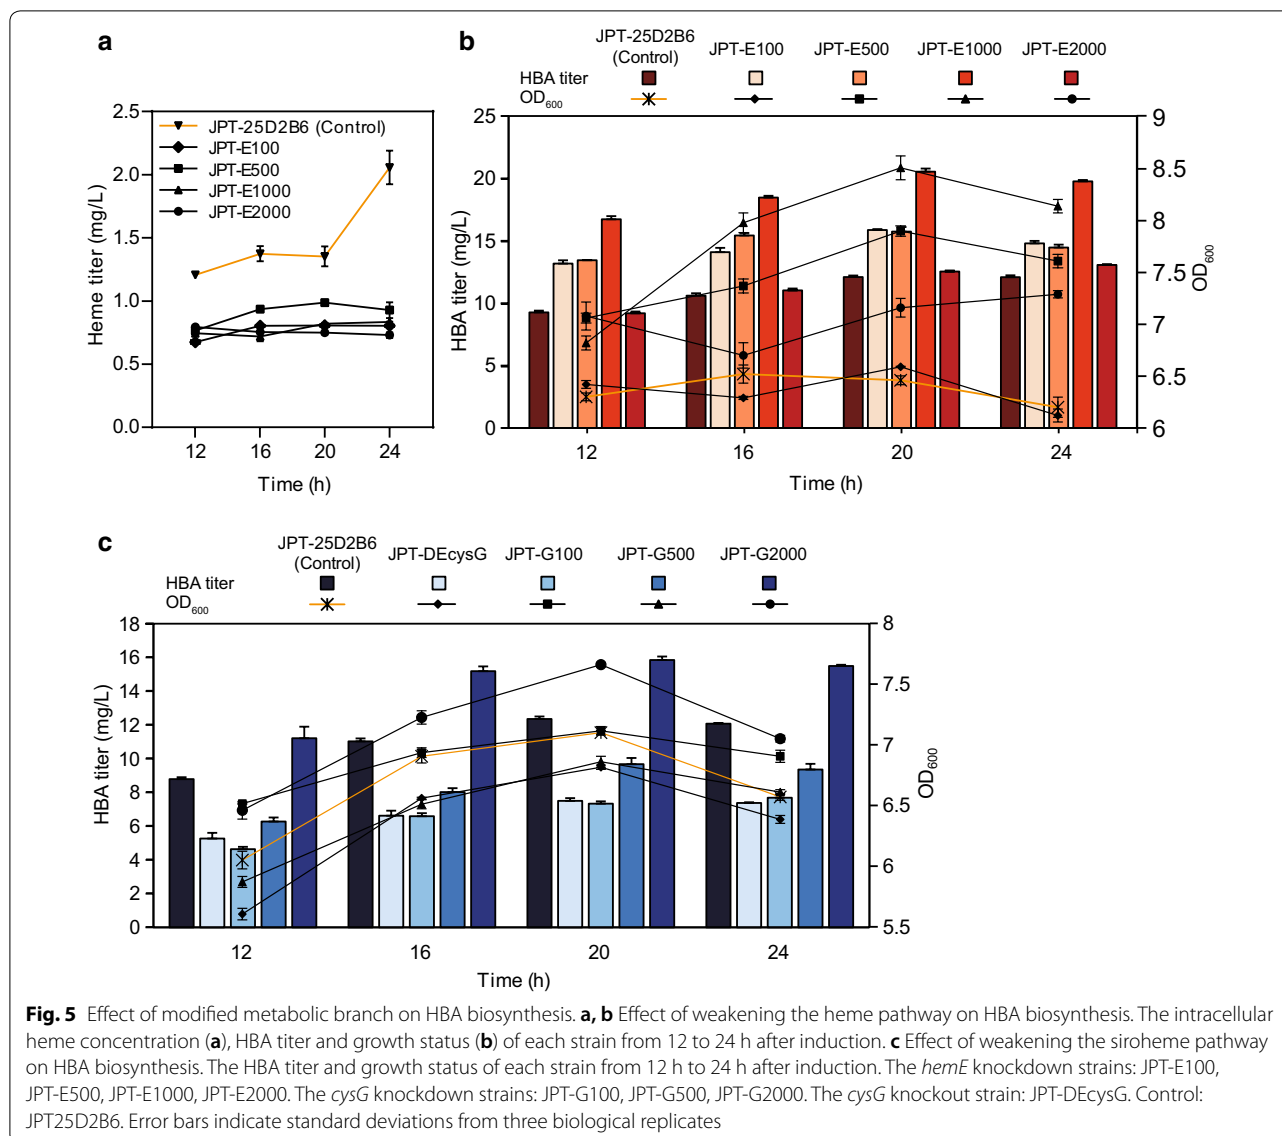 a
Heme titer (mg/L)
2.5
2.0
1.5
1.0
0.5
0.0
JPT-25D2B6 (Control)
JPT-E100
JPT-E500
JPT-E1000
JPT-E2000
12 16 20 24
Time (h)
b
JPT-25D2B6
(Control)
JPT-E100 JPT-E500 JPT-E1000 JPT-E2000
HBA titer
OD600
HBA titer (mg/L)
25
20
15
10
5
0
9
8.5
8
7.5
7
6.5
6
OD600
12 16 20 24
Time (h)
c
JPT-25D2B6
(Control)
JPT-DEcysG JPT-G100 JPT-G500 JPT-G2000
HBA titer
OD600
HBA titer (mg/L)
18
16
14
12
10
8
6
4
2
0
8
7.5
7
6.5
6
5.5
OD600
12 16 20 24
Time (h)
Fig. 5 Effect of modified metabolic branch on HBA biosynthesis. a, b Effect of weakening the heme pathway on HBA biosynthesis. The intracellular
heme concentration (a), HBA titer and growth status (b) of each strain from 12 to 24 h after induction. c Effect of weakening the siroheme pathway
on HBA biosynthesis. The HBA titer and growth status of each strain from 12 h to 24 h after induction. The hemE knockdown strains: JPT-E100,
JPT-E500, JPT-E1000, JPT-E2000. The cysG knockdown strains: JPT-G100, JPT-G500, JPT-G2000. The cysG knockout strain: JPT-DEcysG. Control:
JPT25D2B6. Error bars indicate standard deviations from three biological replicates